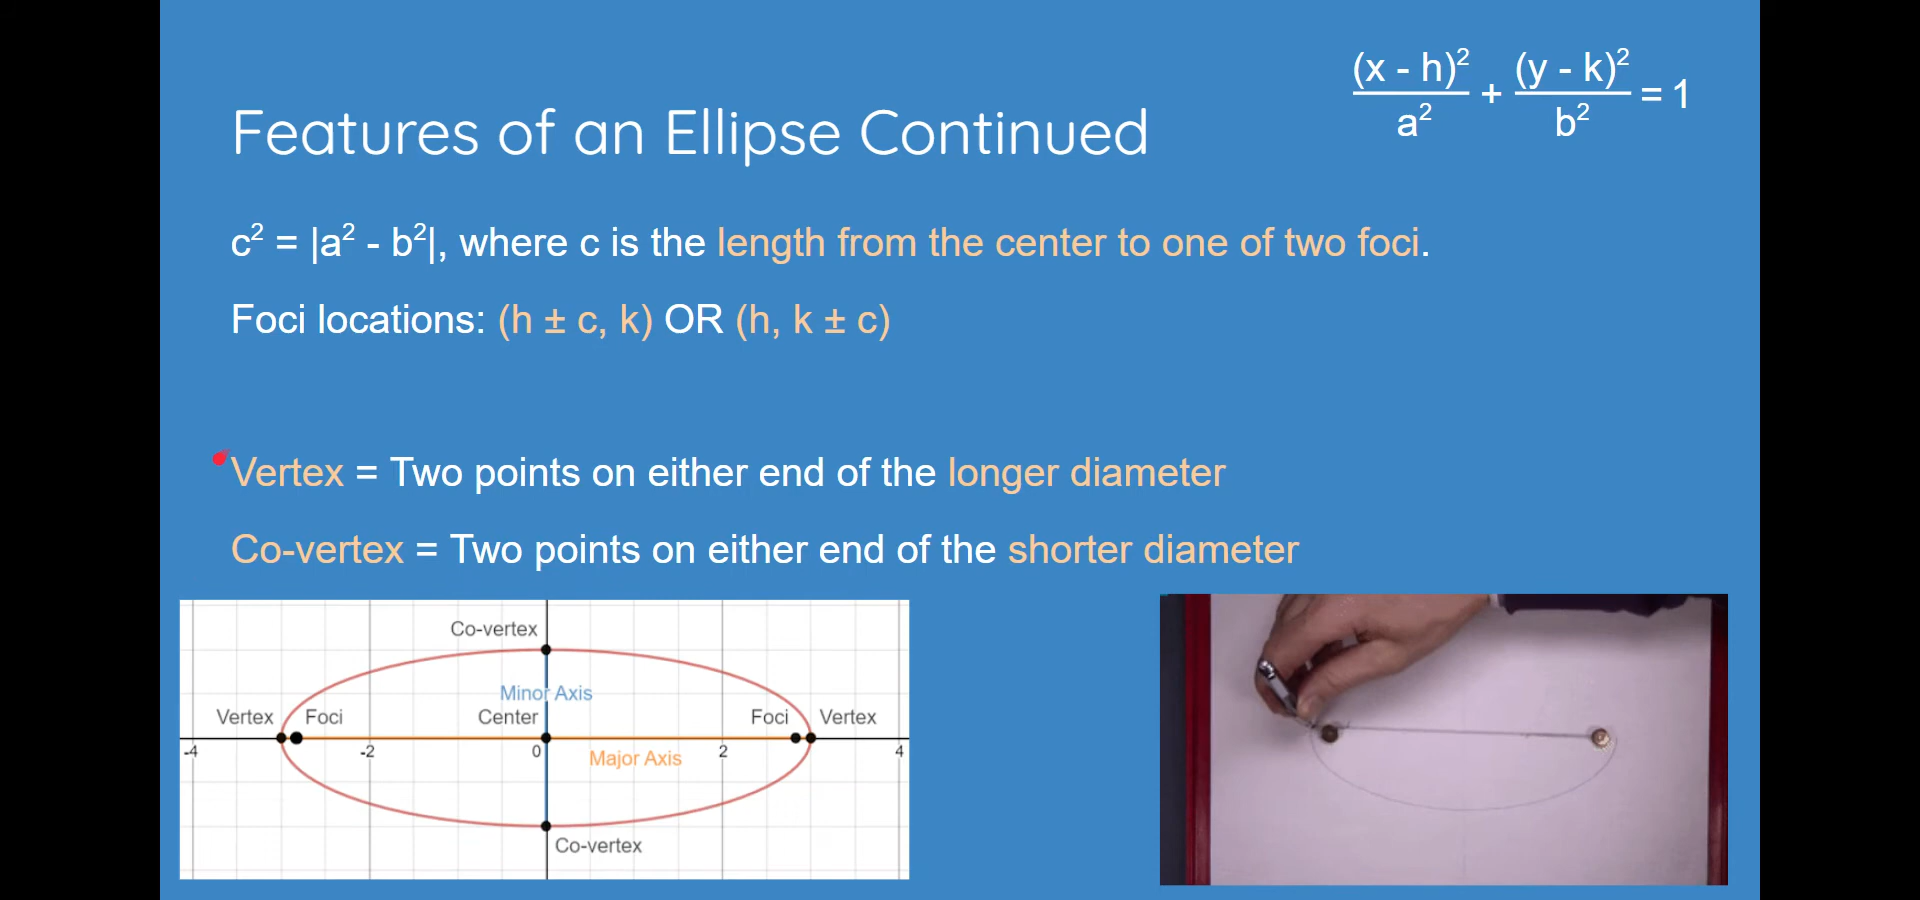 (x - h)² / a² + (y - k)² / b² = 1
Features of an Ellipse Continued
c² = |a² - b²|, where c is the length from the center to one of two foci.
Foci locations: (h ± c, k) OR (h, k ± c)
Vertex = Two points on either end of the longer diameter
Co-vertex = Two points on either end of the shorter diameter
Co-vertex
Minor Axis
Vertex Foci Center Foci Vertex
-4 -2 0 2 4
Major Axis
Co-vertex